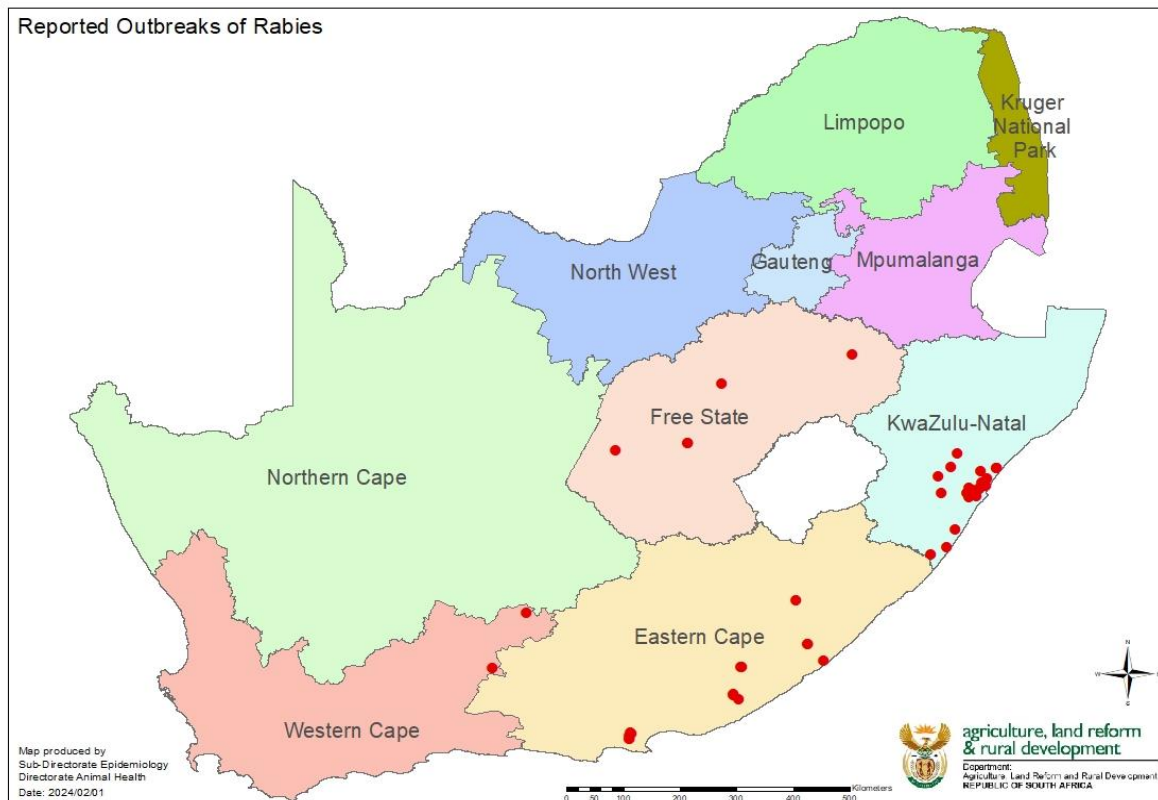 Reported Outbreaks of Rabies
Limpopo
Kruger
National
Park
North West
Gauteng
Mpumalanga
Free State
KwaZulu-Natal
Northern Cape
Eastern Cape
Western Cape
N
W
S
Map produced by
Sub-Directorate Epidemiology
Directorate Animal Health
Date: 2024/02/01
Kilometers
0 50 100 200 300 400 500
agriculture, land reform
& rural development
Department:
Agriculture, Land Reform and Rural Development
REPUBLIC OF SOUTH AFRICA